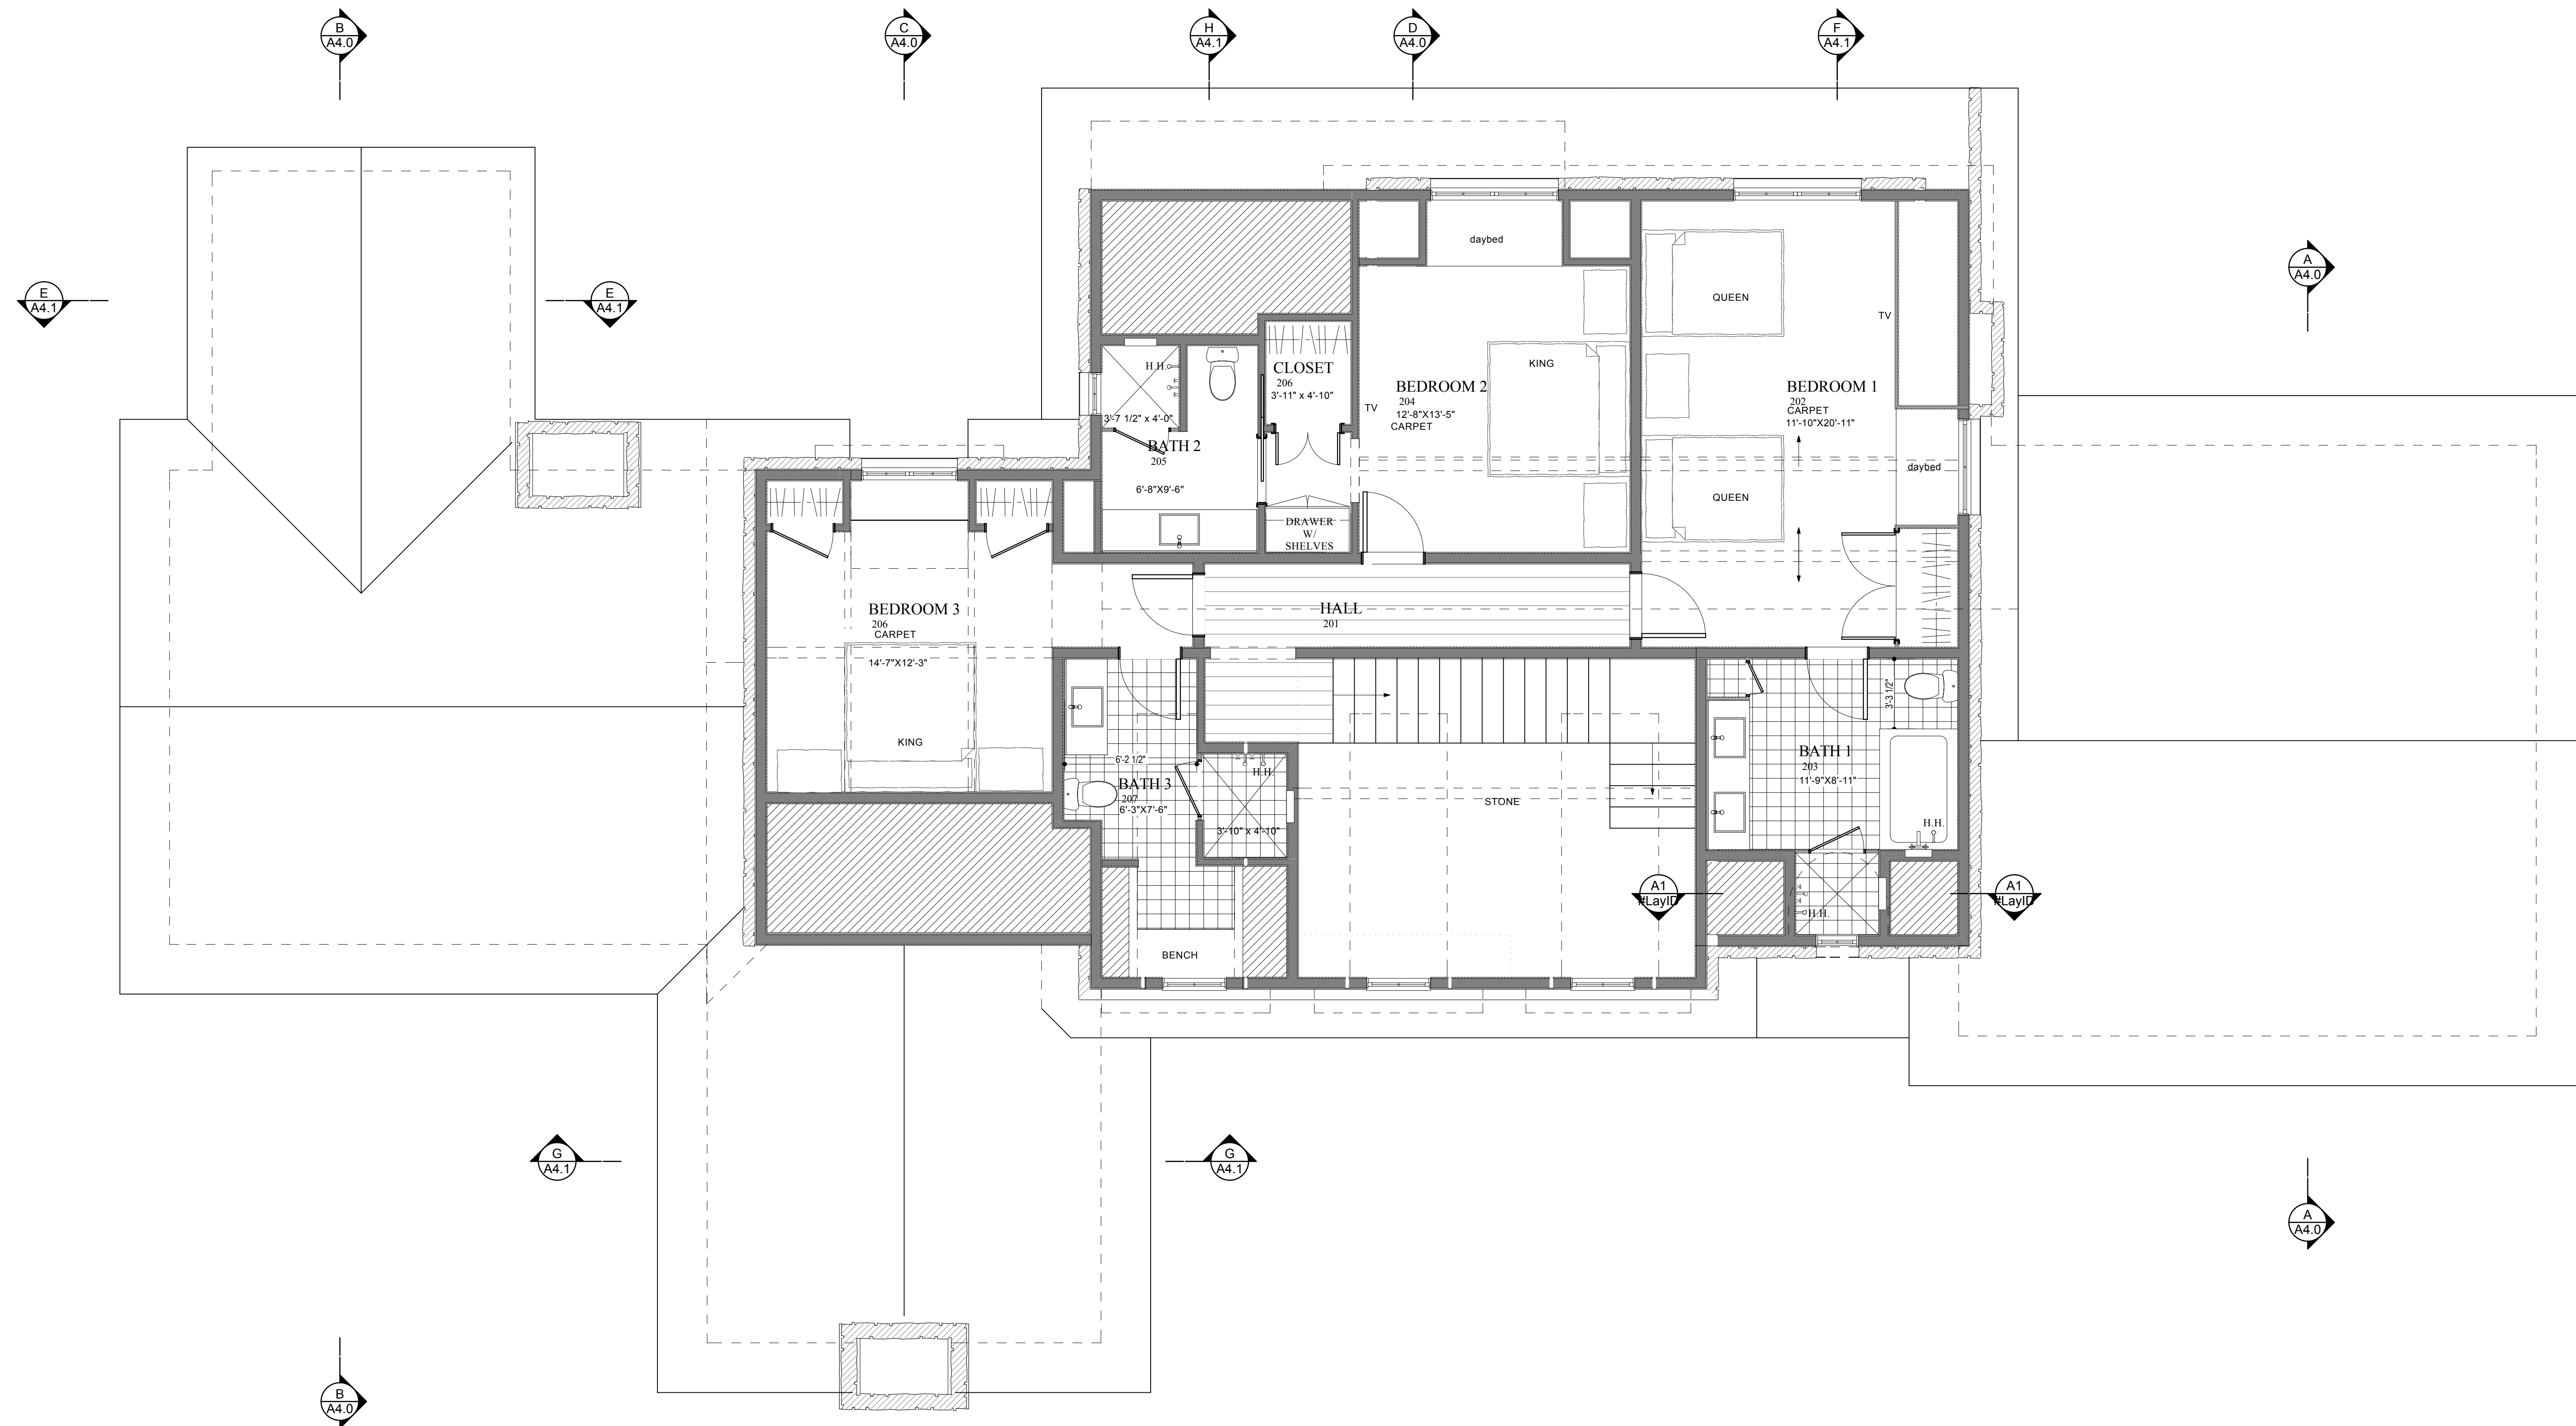 B
A4.0
C
A4.0
H
A4.1
D
A4.0
F
A4.1
E
A4.1
E
A4.1
A
A4.0
daybed
QUEEN
TV
KING
H.H.
CLOSET
206
3'-11" x 4'-10"
BEDROOM 2
204
12'-8"X13'-5"
CARPET
TV
BEDROOM 1
202
CARPET
11'-10"X20'-11"
3'-7 1/2" x 4'-0"
BATH 2
205
6'-8"X9'-6"
daybed
QUEEN
DRAWER
W/
SHELVES
BEDROOM 3
206
CARPET
14'-7"X12'-3"
KING
HALL
201
6'-2 1/2"
BATH 3
207
6'-3"X7'-6"
H.H.
3'-10" x 4'-10"
STONE
3'-3 1/2"
BATH 1
203
11'-9"X8'-11"
H.H.
A1
#LayID
H.H.
A1
#LayID
BENCH
G
A4.1
G
A4.1
A
A4.0
B
A4.0